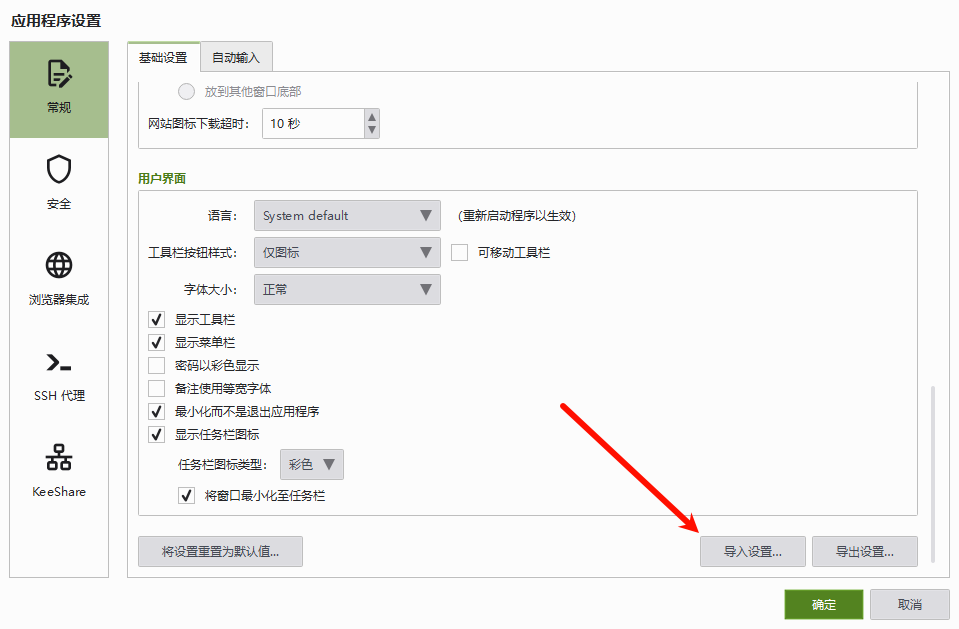 应用程序设置
常规
安全
浏览器集成
SSH 代理
KeeShare
基础设置
自动输入
放到其他窗口底部
网站图标下载超时: 10 秒
用户界面
语言: System default (重新启动程序以生效)
工具栏按钮样式: 仅图标 可移动工具栏
字体大小: 正常
显示工具栏
显示菜单栏
密码以彩色显示
备注使用等宽字体
最小化而不是退出应用程序
显示任务栏图标
任务栏图标类型: 彩色
将窗口最小化至任务栏
将设置重置为默认值... 导入设置... 导出设置...
确定 取消